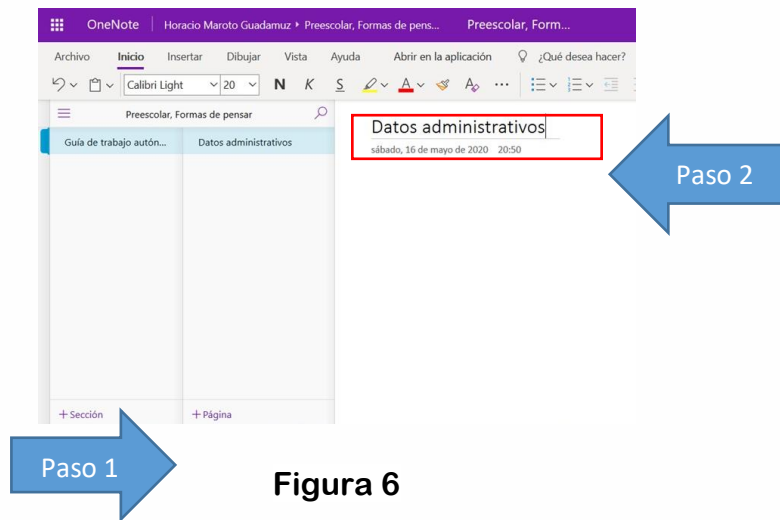 OneNote Horacio Maroto Guadamuz ▸ Preescolar, Formas de pens... Preescolar, Form...
Archivo Inicio Insertar Dibujar Vista Ayuda Abrir en la aplicación ¿Qué desea hacer?
Calibri Light 20 N K S A A ...
Preescolar, Formas de pensar
Guía de trabajo autón... Datos administrativos
Datos administrativos
sábado, 16 de mayo de 2020 20:50
Paso 2
+ Sección + Página
Paso 1
Figura 6